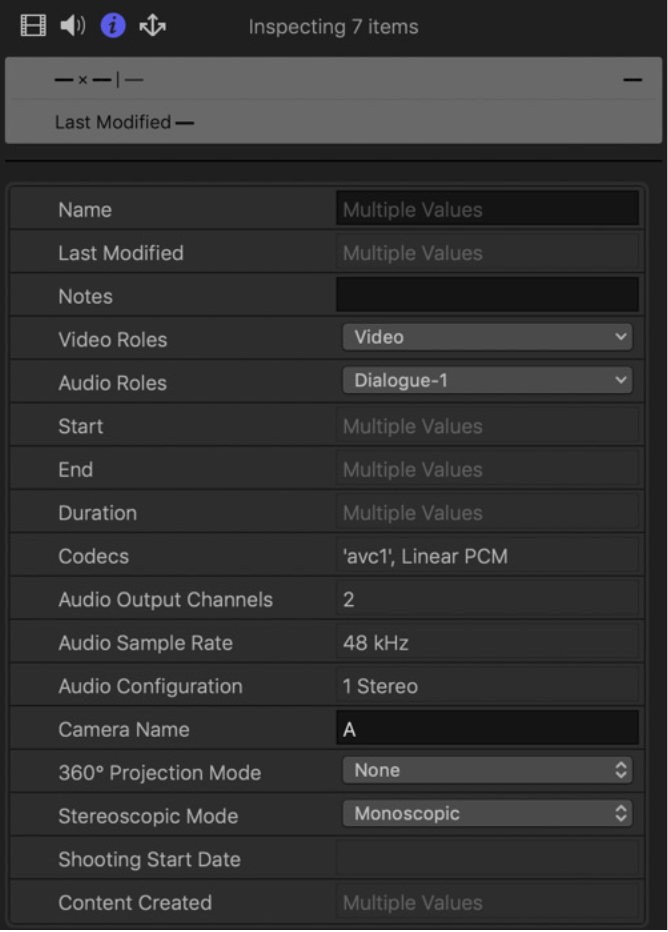 Inspecting 7 items
— × — | — —
Last Modified —
Name Multiple Values
Last Modified Multiple Values
Notes
Video Roles Video
Audio Roles Dialogue-1
Start Multiple Values
End Multiple Values
Duration Multiple Values
Codecs 'avc1', Linear PCM
Audio Output Channels 2
Audio Sample Rate 48 kHz
Audio Configuration 1 Stereo
Camera Name A
360° Projection Mode None
Stereoscopic Mode Monoscopic
Shooting Start Date
Content Created Multiple Values